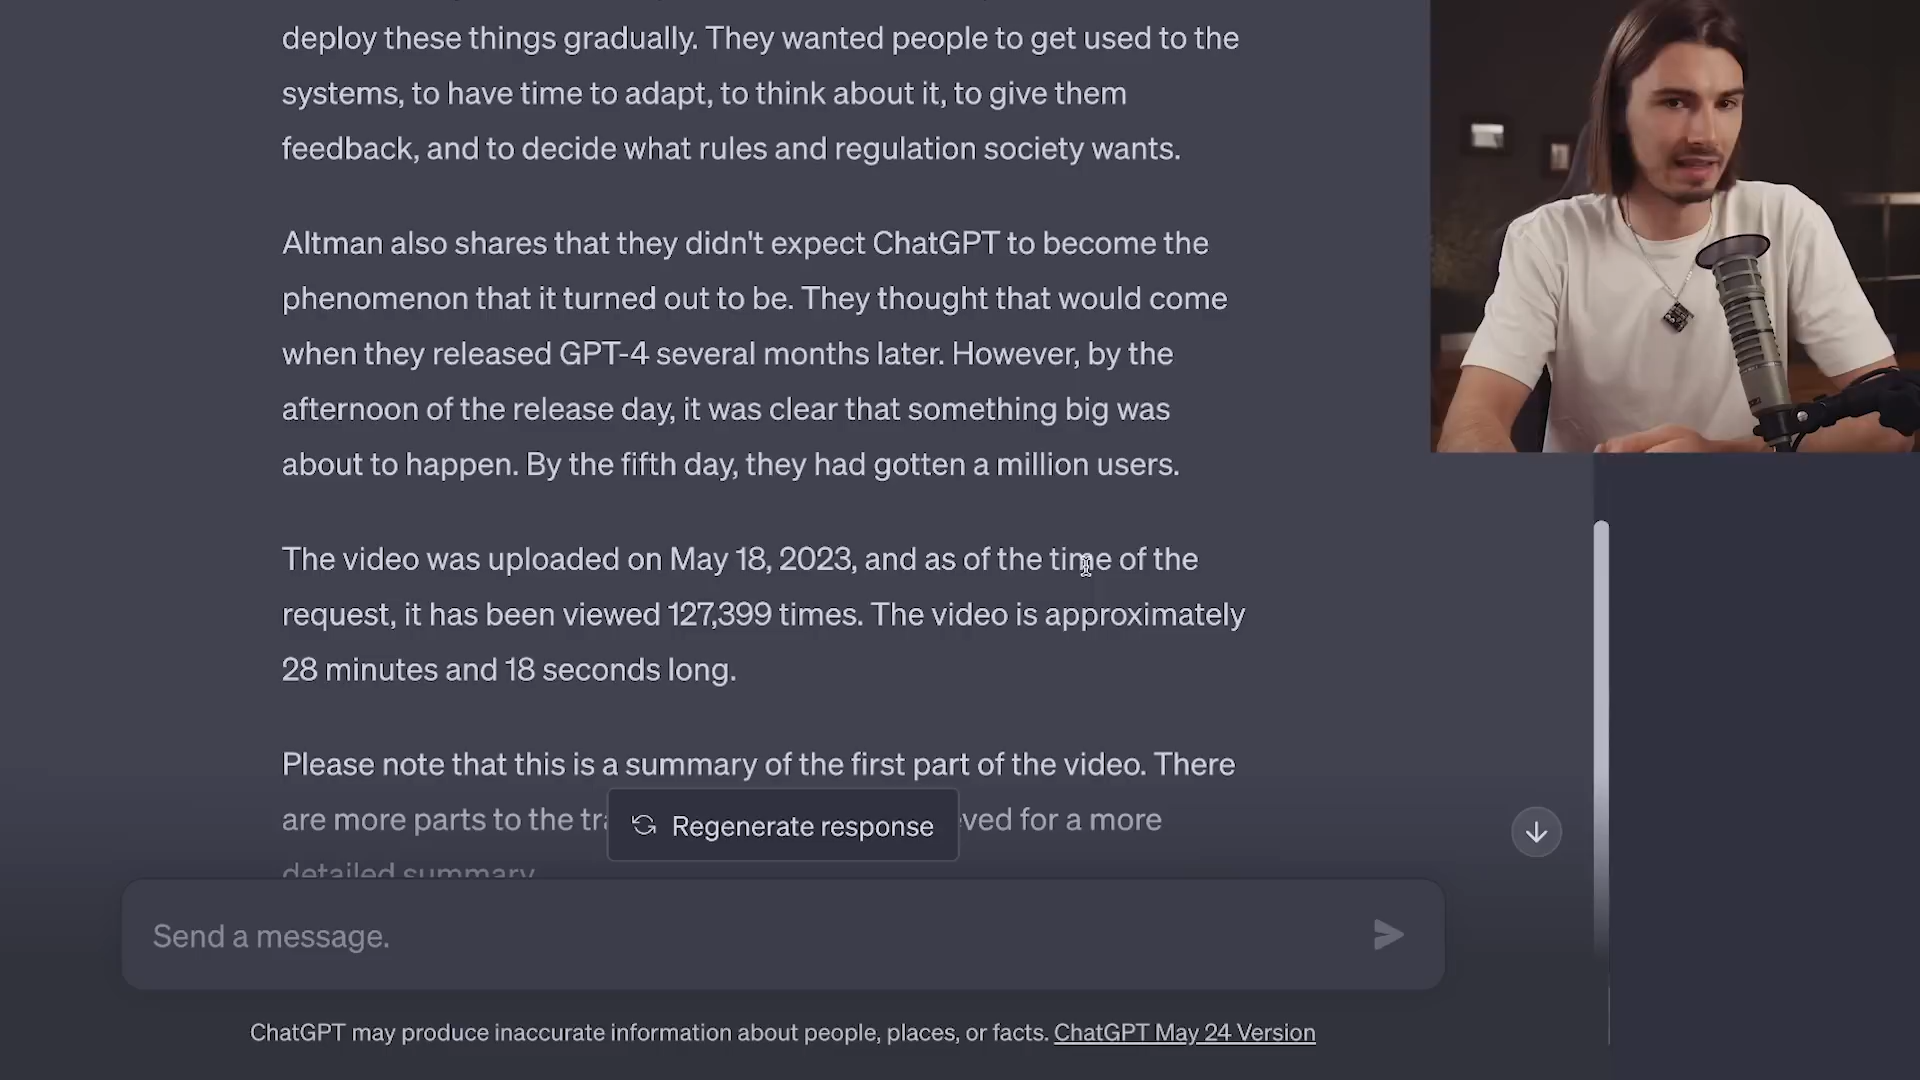 deploy these things gradually. They wanted people to get used to the
systems, to have time to adapt, to think about it, to give them
feedback, and to decide what rules and regulation society wants.
Altman also shares that they didn't expect ChatGPT to become the
phenomenon that it turned out to be. They thought that would come
when they released GPT-4 several months later. However, by the
afternoon of the release day, it was clear that something big was
about to happen. By the fifth day, they had gotten a million users.
The video was uploaded on May 18, 2023, and as of the time of the
request, it has been viewed 127,399 times. The video is approximately
28 minutes and 18 seconds long.
Please note that this is a summary of the first part of the video. There
are more parts to the tra
Regenerate response
ved for a more
detailed summary
Send a message.
ChatGPT may produce inaccurate information about people, places, or facts. ChatGPT May 24 Version